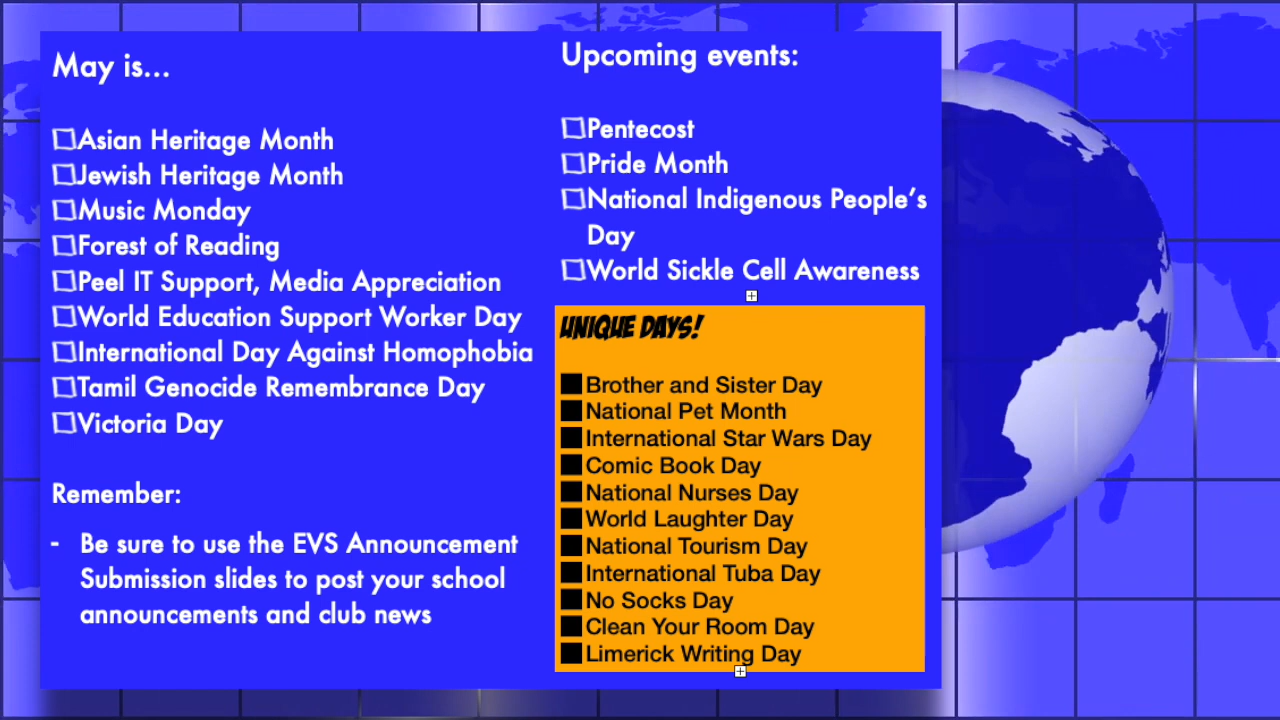 May is...
Asian Heritage Month
Jewish Heritage Month
Music Monday
Forest of Reading
Peel IT Support, Media Appreciation
World Education Support Worker Day
International Day Against Homophobia
Tamil Genocide Remembrance Day
Victoria Day
Remember:
- Be sure to use the EVS Announcement
Submission slides to post your school
announcements and club news
Upcoming events:
Pentecost
Pride Month
National Indigenous People’s
Day
World Sickle Cell Awareness
UNIQUE DAYS!
Brother and Sister Day
National Pet Month
International Star Wars Day
Comic Book Day
National Nurses Day
World Laughter Day
National Tourism Day
International Tuba Day
No Socks Day
Clean Your Room Day
Limerick Writing Day